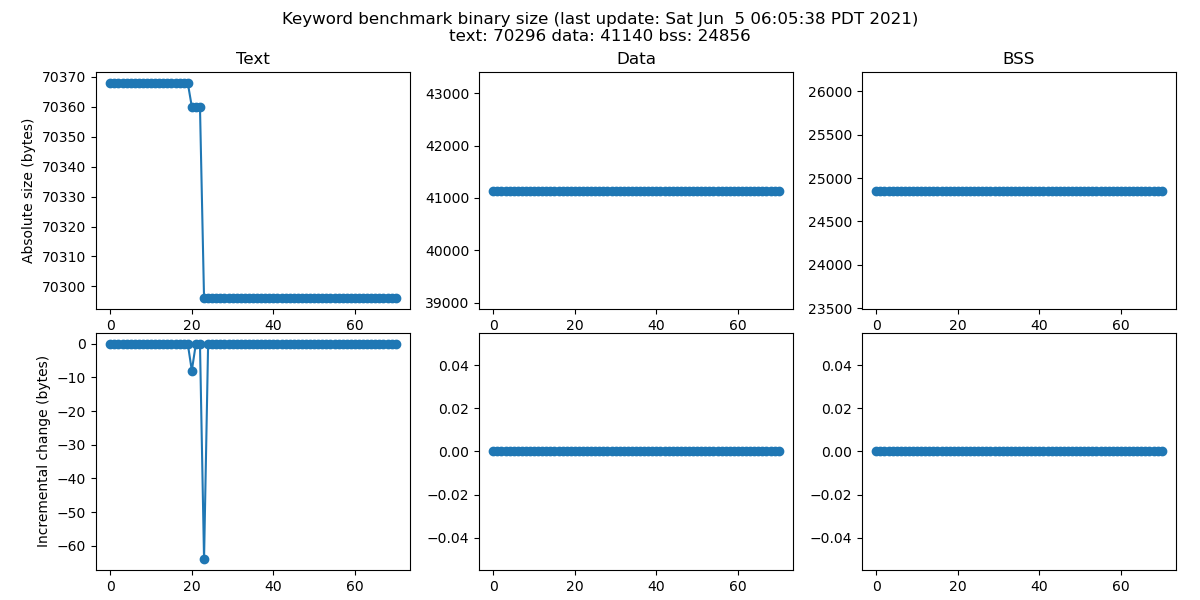 Keyword benchmark binary size (last update: Sat Jun  5 06:05:38 PDT 2021)
text: 70296 data: 41140 bss: 24856
Text
Data
BSS
Absolute size (bytes)
70370
70360
70350
70340
70330
70320
70310
70300
0 20 40 60
43000
42000
41000
40000
39000
0 20 40 60
26000
25500
25000
24500
24000
23500
0 20 40 60
Incremental change (bytes)
0
−10
−20
−30
−40
−50
−60
0 20 40 60
0.04
0.02
0.00
−0.02
−0.04
0 20 40 60
0.04
0.02
0.00
−0.02
−0.04
0 20 40 60